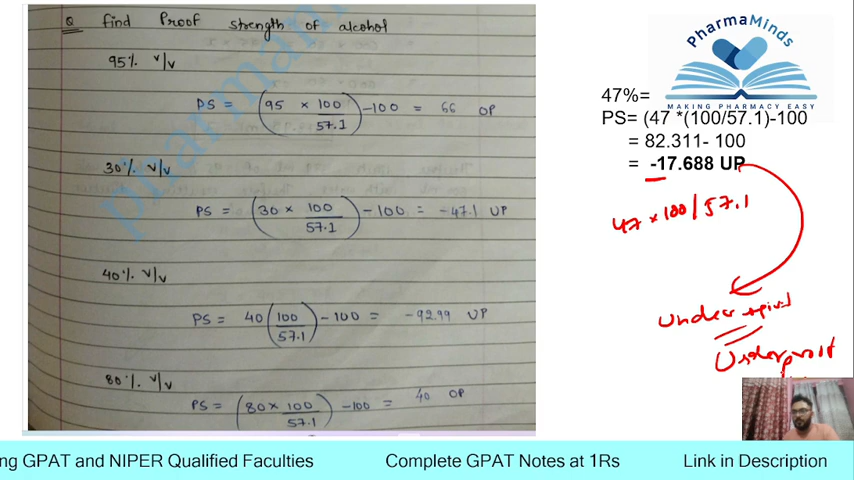 Q find Proof strength of alcohol
95% v/v
PS = (95 × 100/57.1) -100 = 66 OP
30% v/v
PS = (30 × 100/57.1) -100 = -47.1 UP
40% v/v
PS = 40(100/57.1) -100 = -92.99 UP
80% v/v
PS = (80 × 100/57.1) -100 = 40 OP
pharmamind
PharmaMinds
MAKING PHARMACY EASY
47%=
PS= (47 *(100/57.1)-100
= 82.311- 100
= -17.688 UP
47 × 100 / 57.1
Under
Underproof
ng GPAT and NIPER Qualified Faculties
Complete GPAT Notes at 1Rs
Link in Description